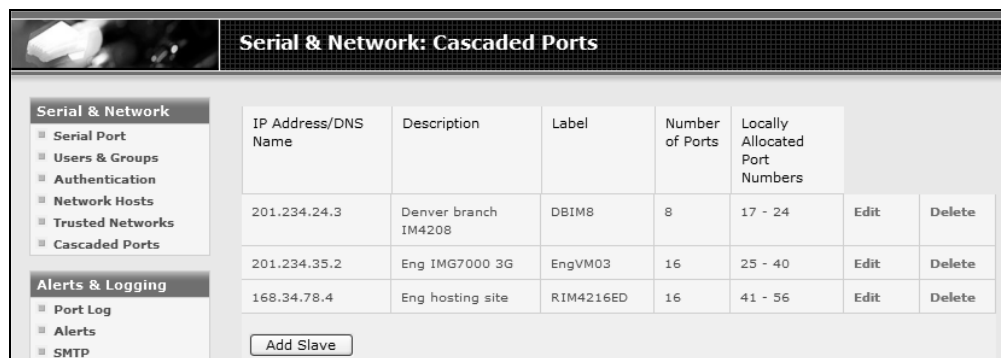 Serial & Network: Cascaded Ports
Serial & Network
Serial Port
Users & Groups
Authentication
Network Hosts
Trusted Networks
Cascaded Ports
Alerts & Logging
Port Log
Alerts
SMTP
IP Address/DNS Name Description Label Number of Ports Locally Allocated Port Numbers
201.234.24.3 Denver branch IM4208 DBIM8 8 17 - 24 Edit Delete
201.234.35.2 Eng IMG7000 3G EngVM03 16 25 - 40 Edit Delete
168.34.78.4 Eng hosting site RIM4216ED 16 41 - 56 Edit Delete
Add Slave